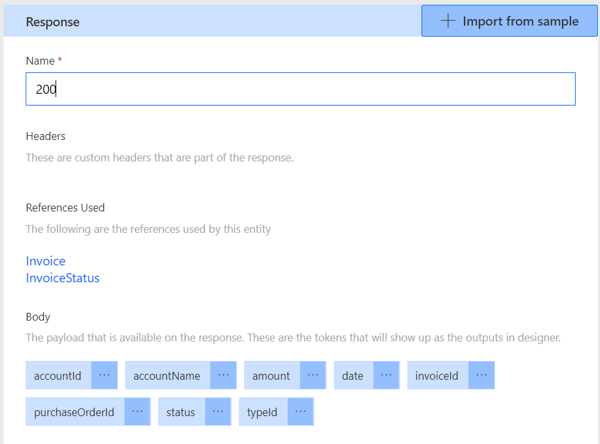 Response
Import from sample
Name *
200
Headers
These are custom headers that are part of the response.
References Used
The following are the references used by this entity
Invoice
InvoiceStatus
Body
The payload that is available on the response. These are the tokens that will show up as the outputs in designer.
accountId ... accountName ... amount ... date ... invoiceId ...
purchaseOrderId ... status ... typeId ...